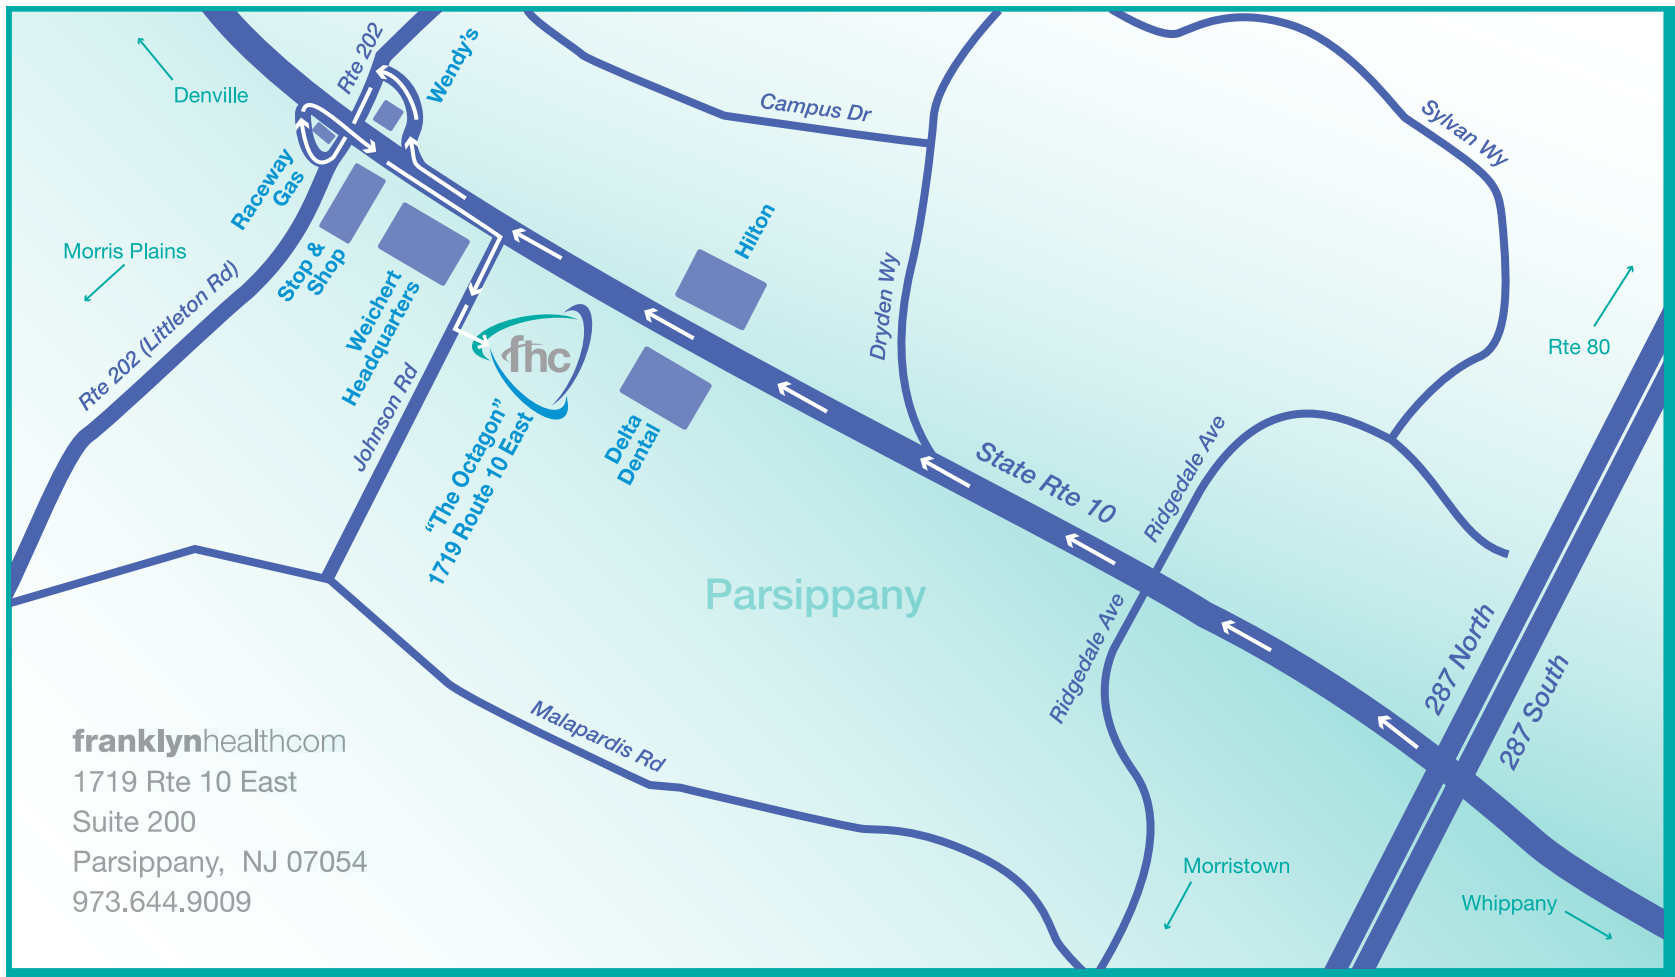 Rte 202
Wendy's
Denville
Campus Dr
Sylvan Wy
Raceway
Gas
Morris Plains
Stop &
Shop
Hilton
Weichert
Headquarters
Dryden Wy
Rte 202 (Littleton Rd)
Rte 80
fhc
Johnson Rd
"The Octagon"
1719 Route 10 East
Delta
Dental
State Rte 10
Ridgedale Ave
Parsippany
Ridgedale Ave
287 North
287 South
Malapardis Rd
franklynhealthcom
1719 Rte 10 East
Suite 200
Parsippany, NJ 07054
973.644.9009
Morristown
Whippany